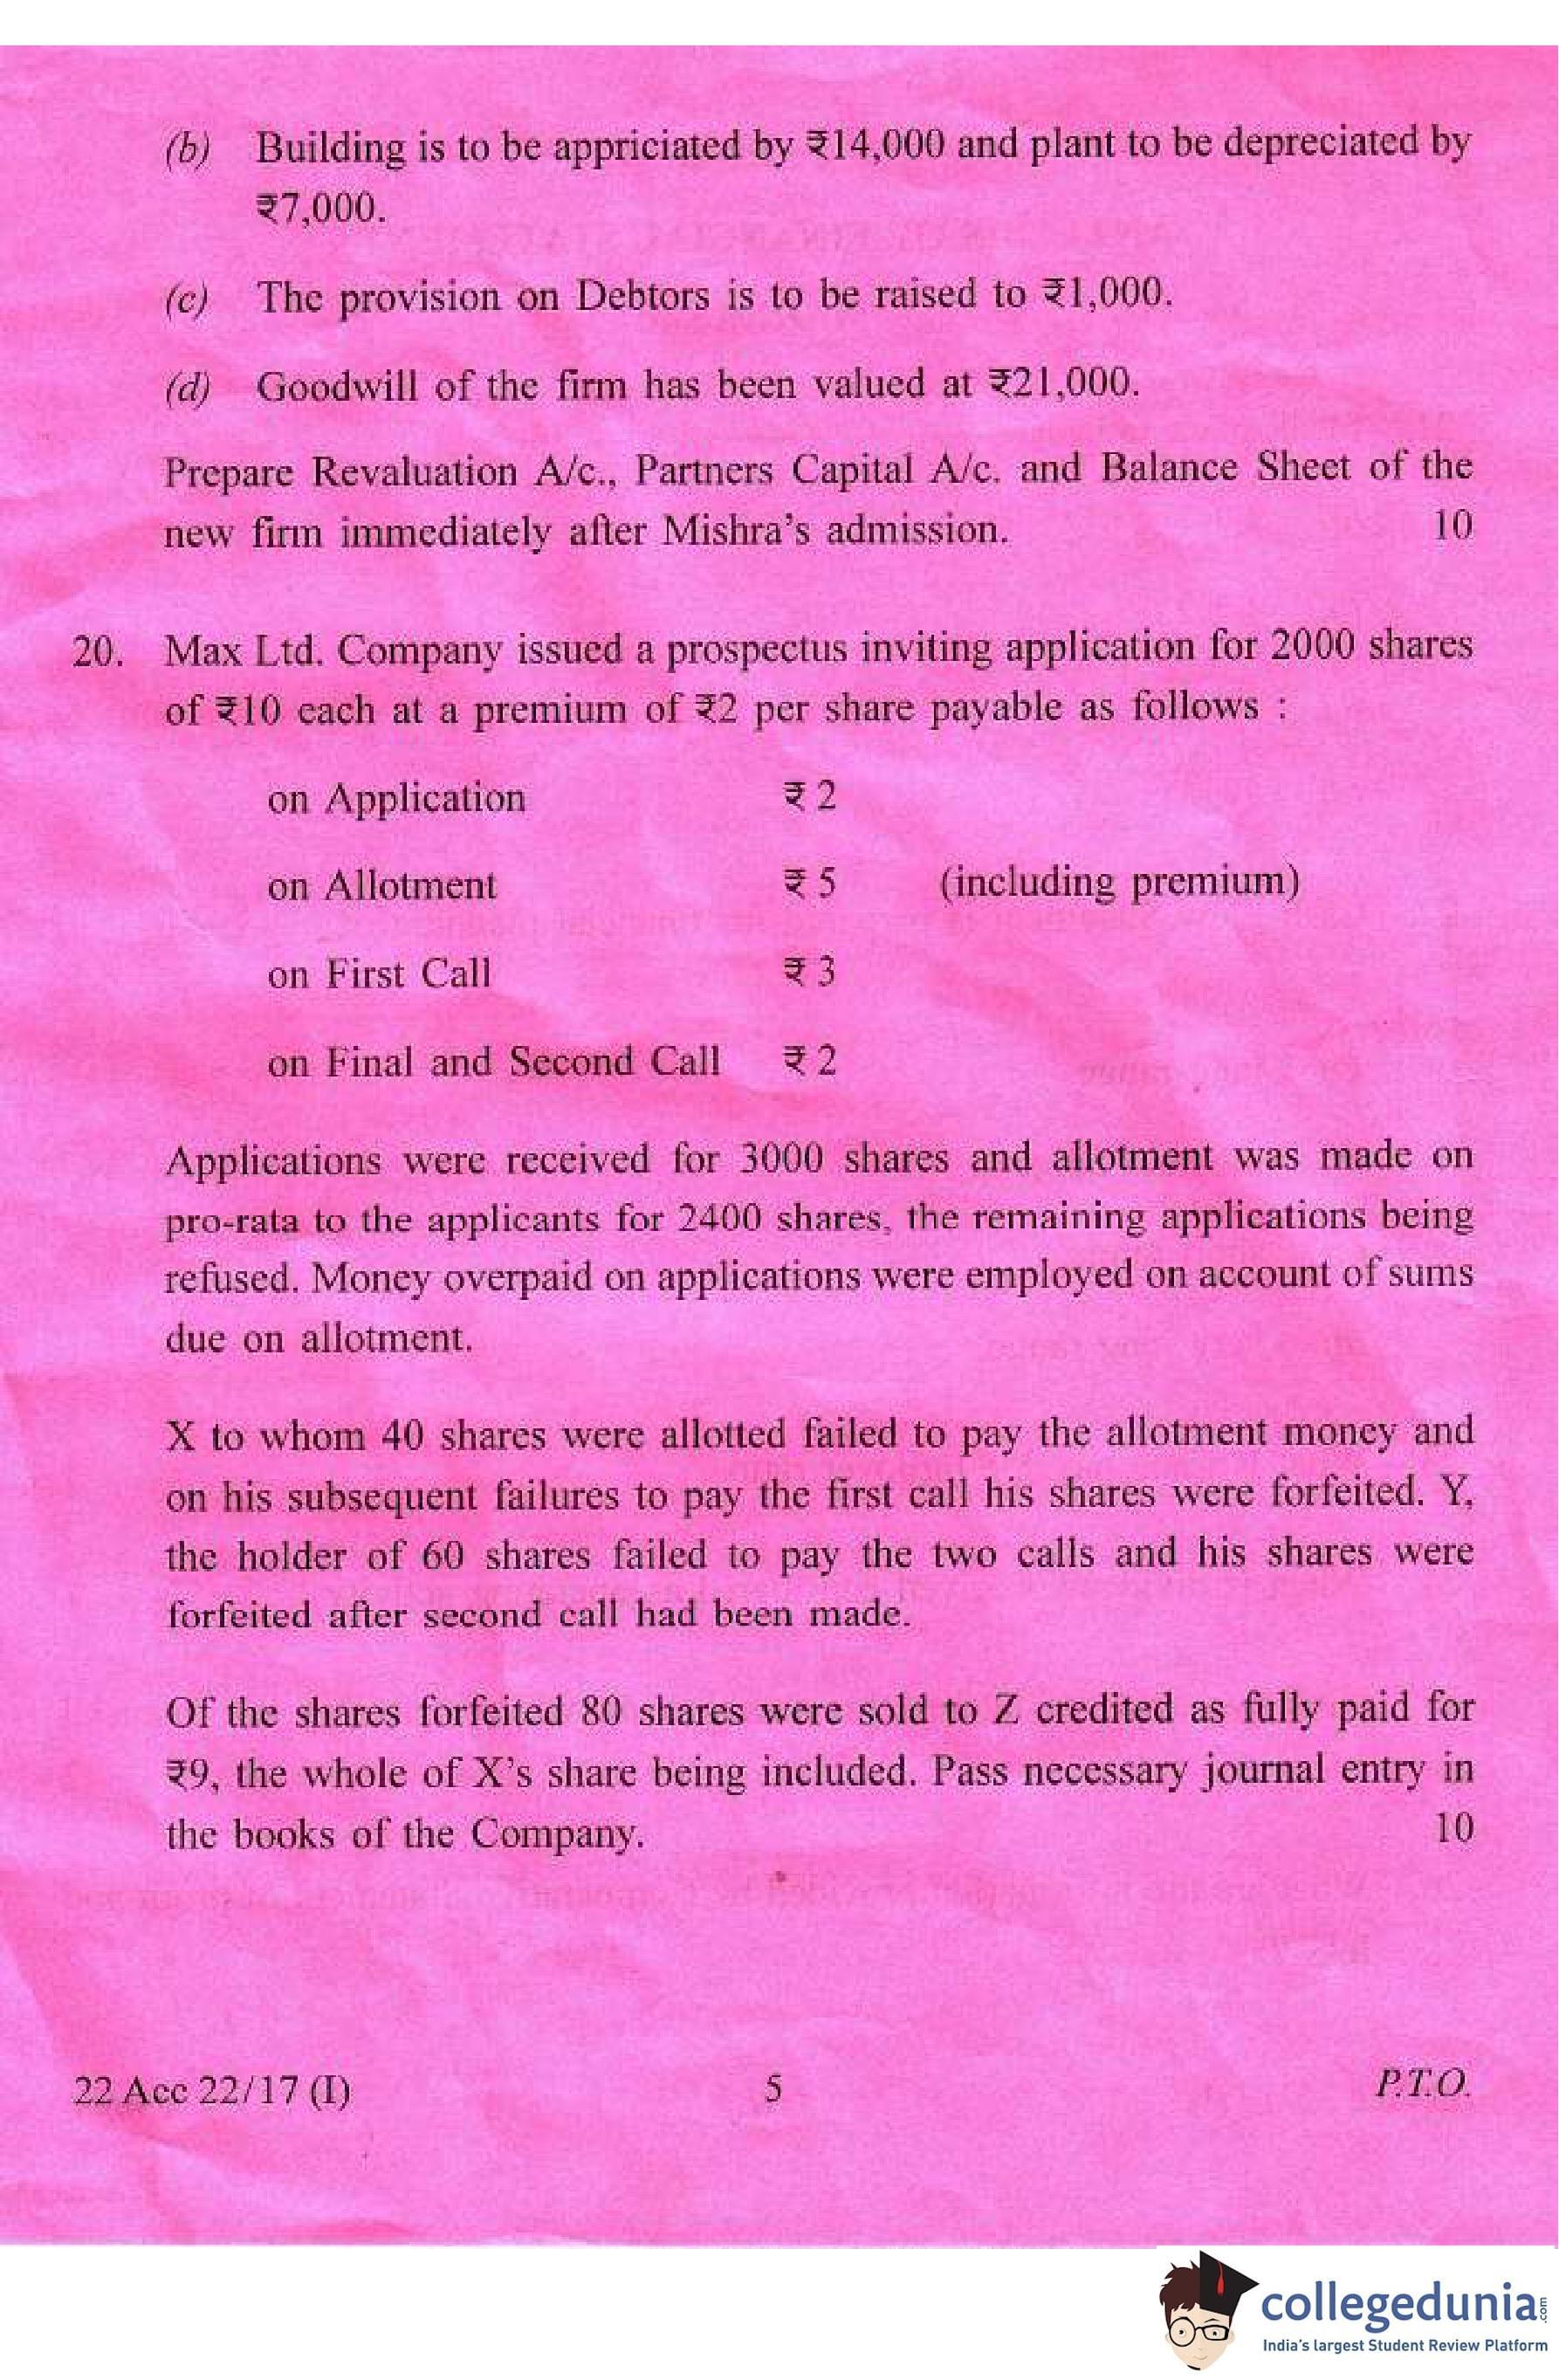 (b) Building is to be appriciated by ₹14,000 and plant to be depreciated by
₹7,000.
(c) The provision on Debtors is to be raised to ₹1,000.
(d) Goodwill of the firm has been valued at ₹21,000.
Prepare Revaluation A/c., Partners Capital A/c. and Balance Sheet of the
new firm immediately after Mishra's admission. 10
20. Max Ltd. Company issued a prospectus inviting application for 2000 shares
of ₹10 each at a premium of ₹2 per share payable as follows :
on Application ₹ 2
on Allotment ₹ 5 (including premium)
on First Call ₹ 3
on Final and Second Call ₹ 2
Applications were received for 3000 shares and allotment was made on
pro-rata to the applicants for 2400 shares, the remaining applications being
refused. Money overpaid on applications were employed on account of sums
due on allotment.
X to whom 40 shares were allotted failed to pay the allotment money and
on his subsequent failures to pay the first call his shares were forfeited. Y,
the holder of 60 shares failed to pay the two calls and his shares were
forfeited after second call had been made.
Of the shares forfeited 80 shares were sold to Z credited as fully paid for
₹9, the whole of X's share being included. Pass necessary journal entry in
the books of the Company. 10
22 Acc 22/17 (I) 5 P.T.O.
collegedunia.com
India's largest Student Review Platform